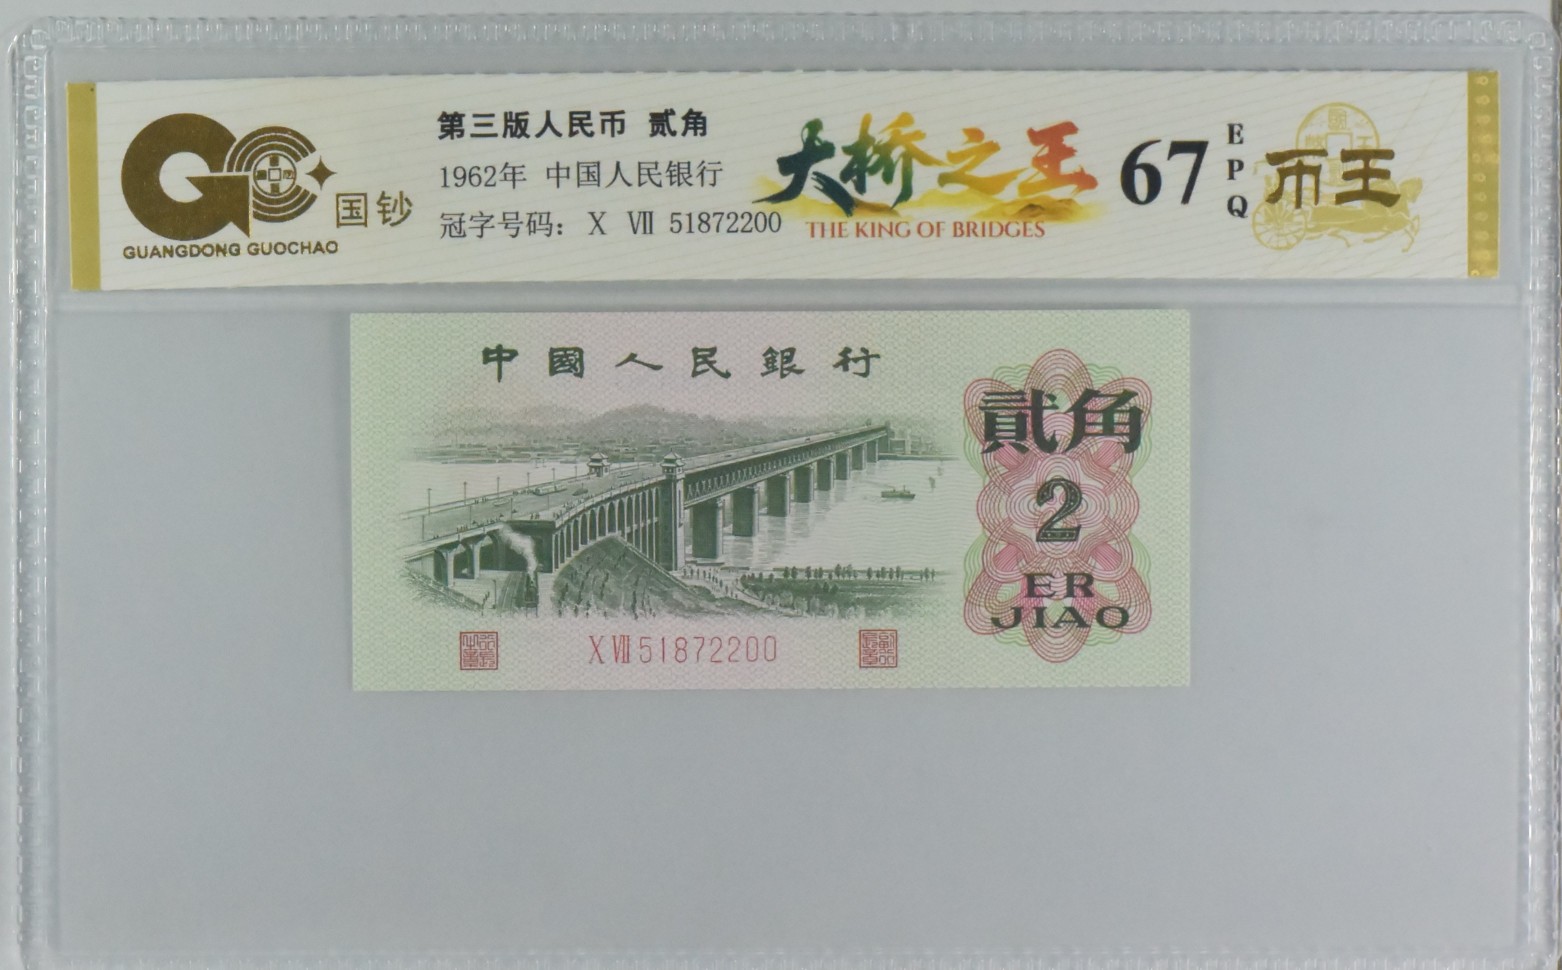 第三版人民币 贰角
1962年 中国人民银行
冠字号码： X Ⅶ 51872200
国钞
GUANGDONG GUOCHAO
大桥之王
THE KING OF BRIDGES
67
EPQ
币王
中國人民銀行
貳角
2
ER
JIAO
X Ⅶ 51872200